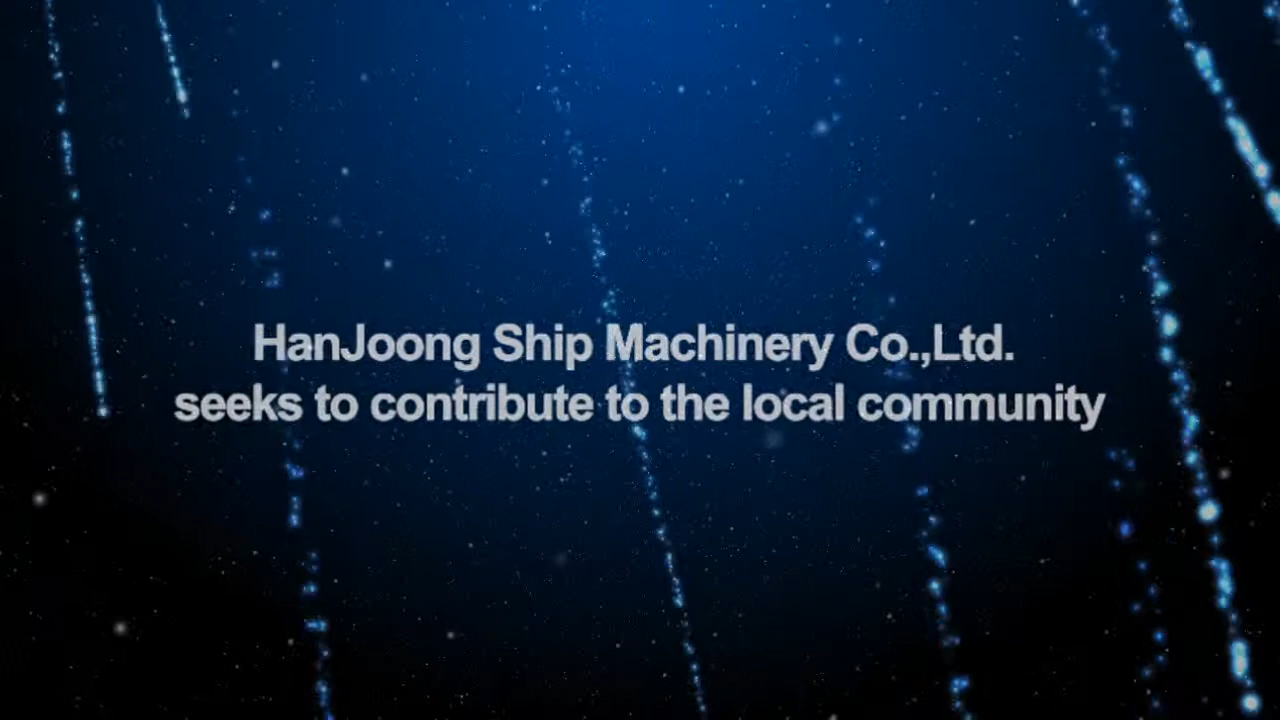 HanJoong Ship Machinery Co.,Ltd.
seeks to contribute to the local community